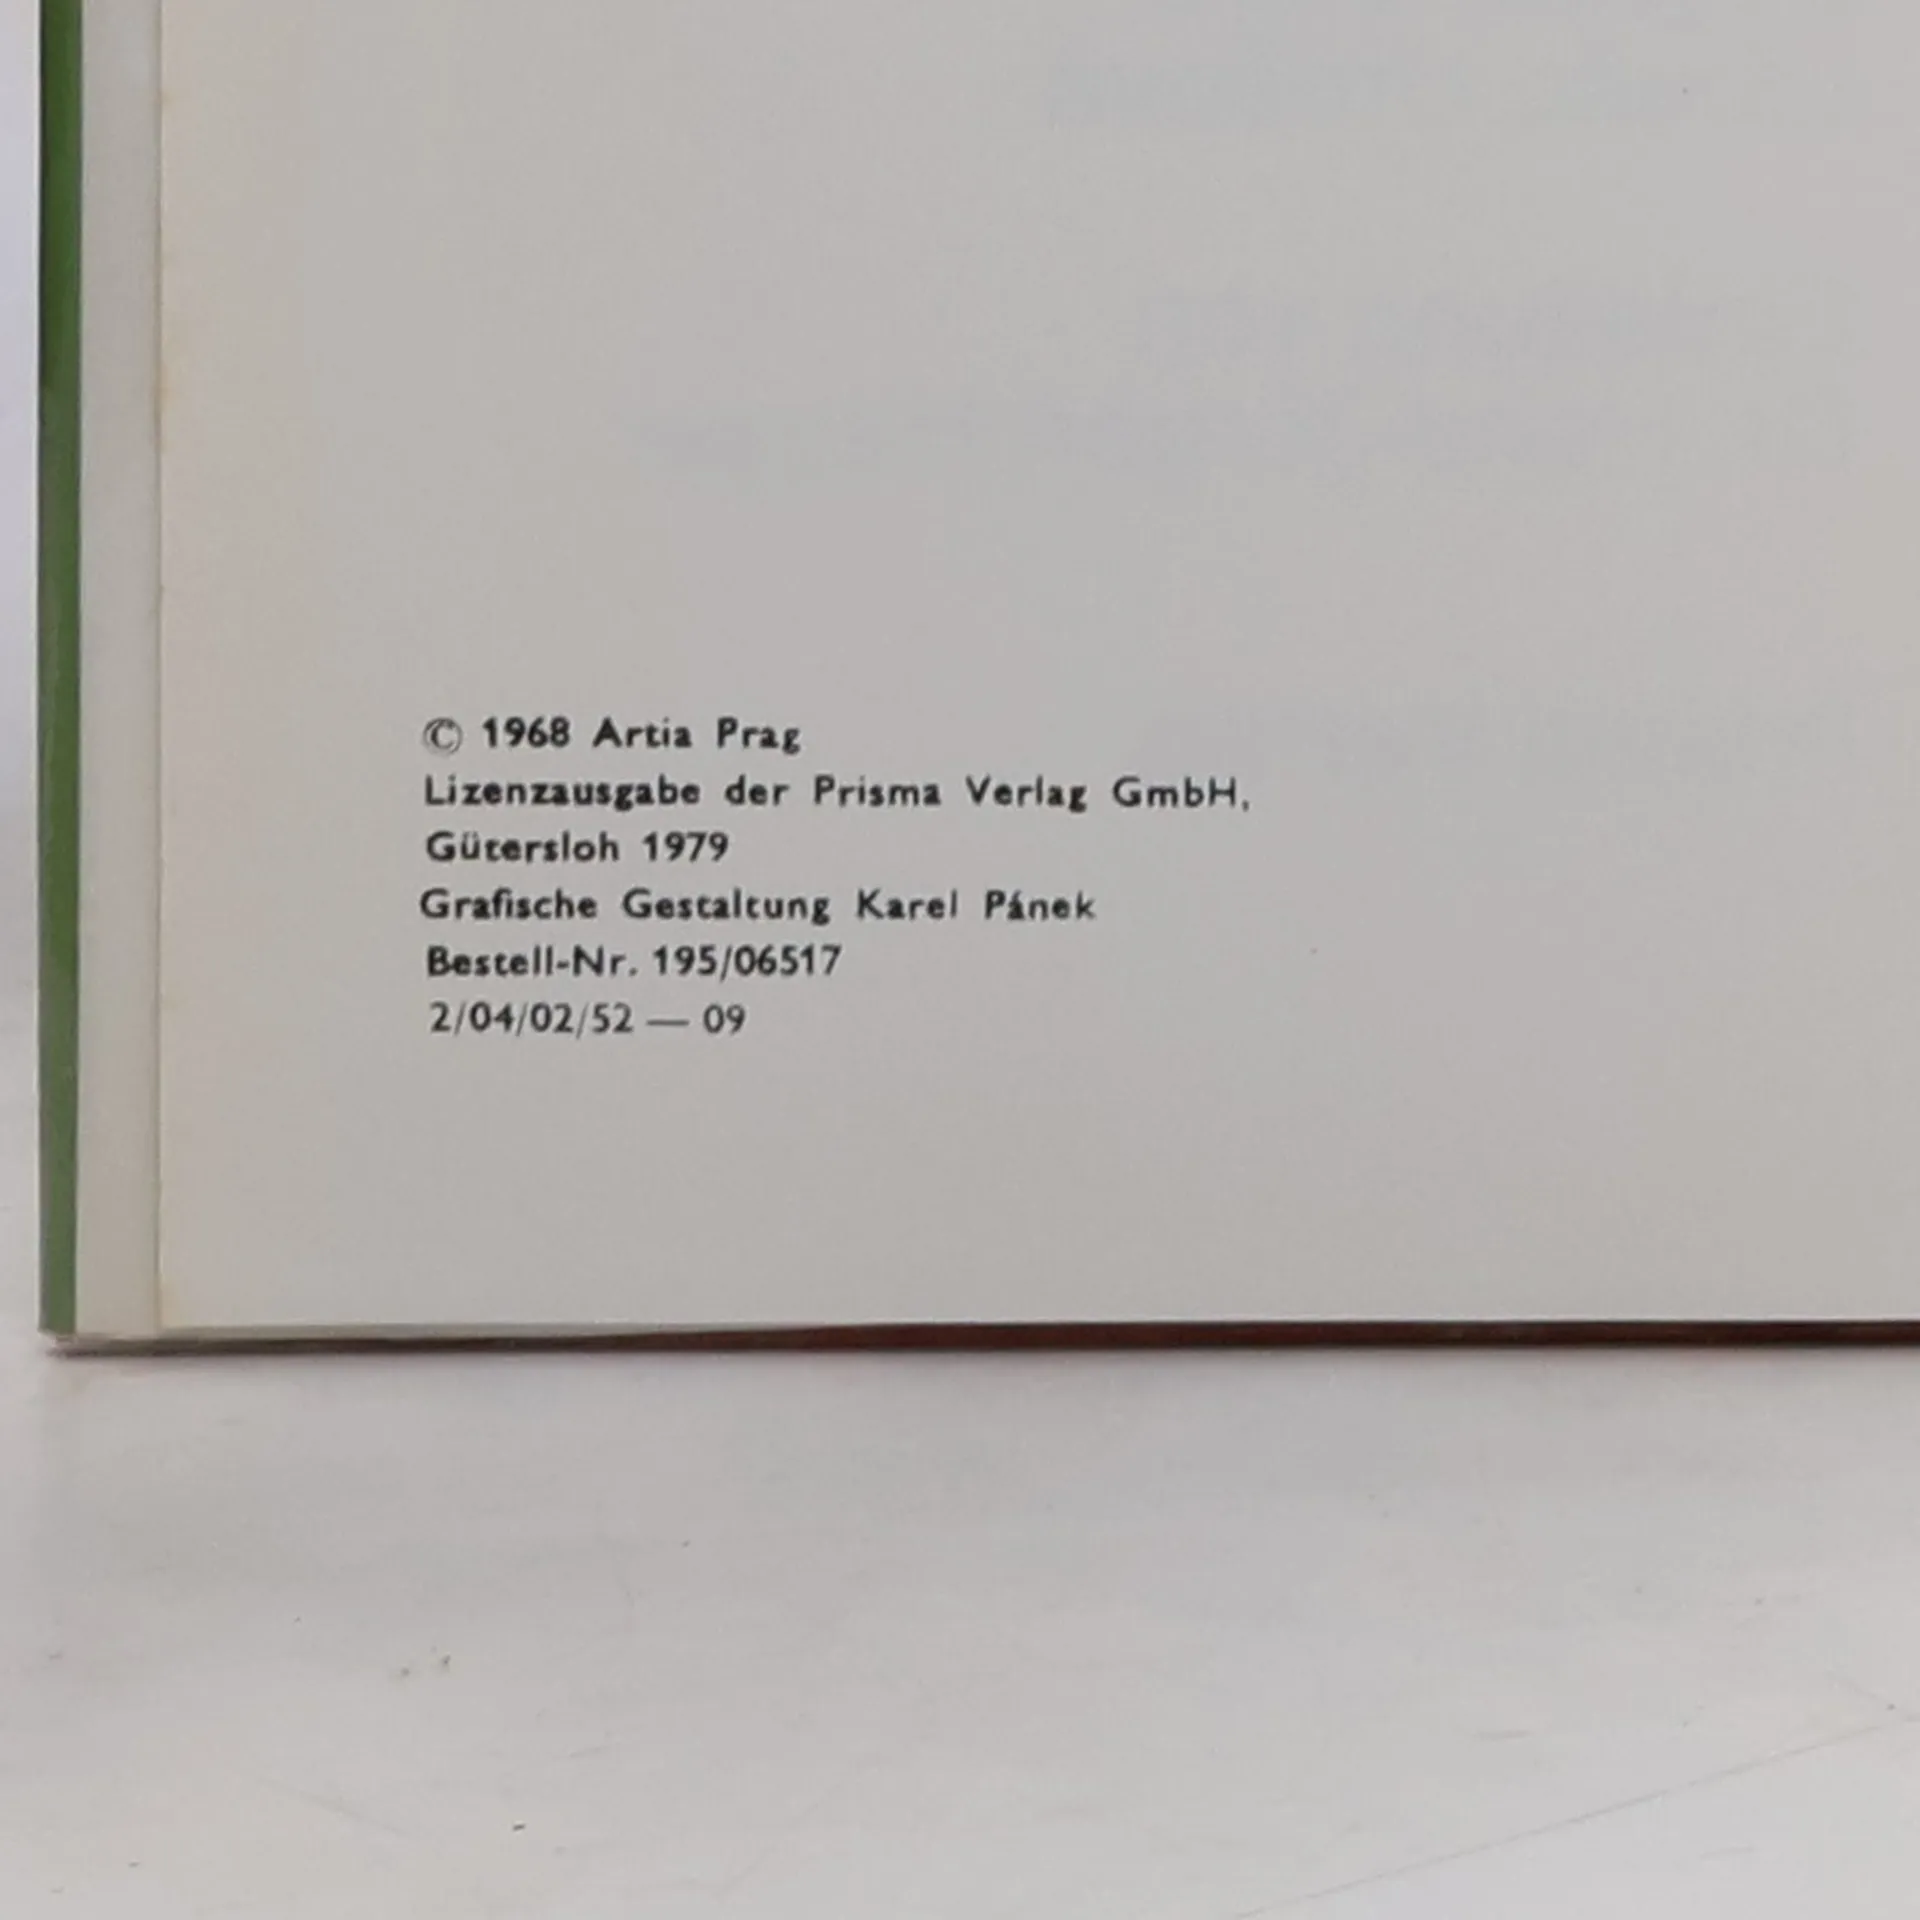 © 1968 Artia Prag
Lizenzausgabe der Prisma Verlag GmbH,
Gütersloh 1979
Grafische Gestaltung Karel Pánek
Bestell-Nr. 195/06517
2/04/02/52 — 09